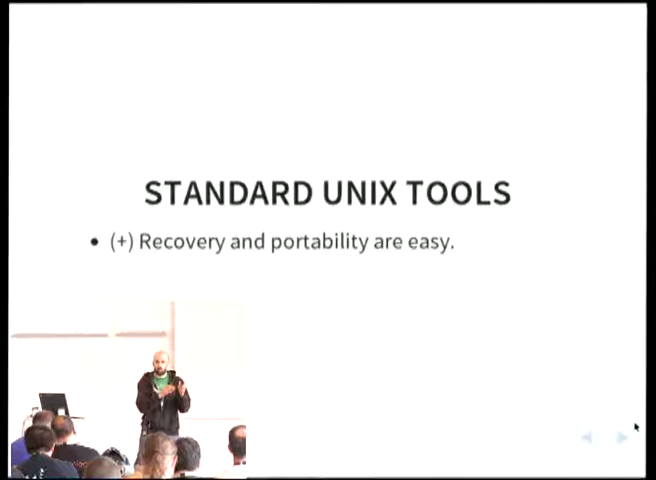 STANDARD UNIX TOOLS
• (+) Recovery and portability are easy.